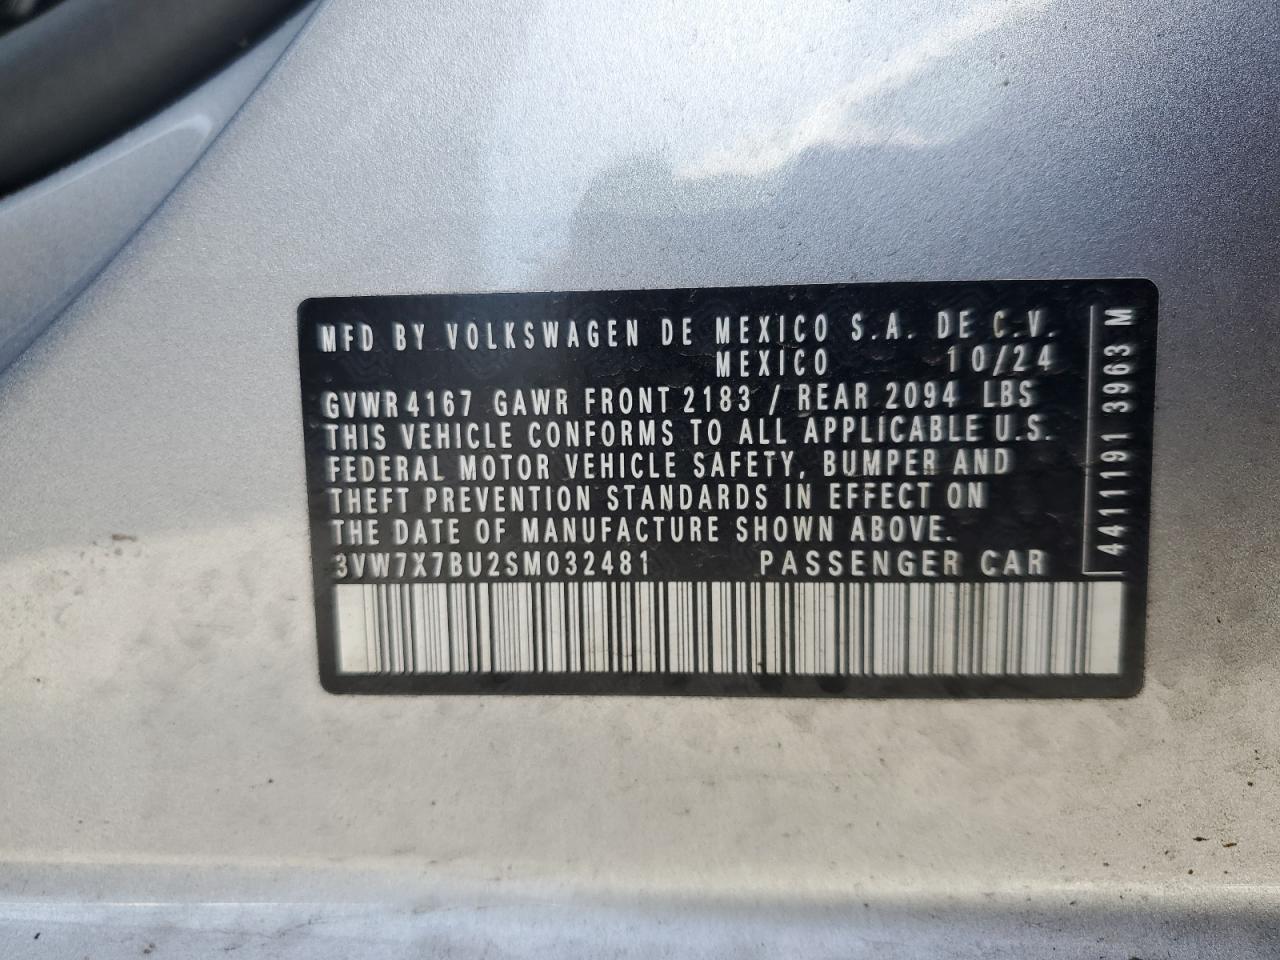 MFD BY VOLKSWAGEN DE MEXICO S.A. DE C.V.
MEXICO 10/24
GVWR 4167 GAWR FRONT 2183 / REAR 2094 LBS
THIS VEHICLE CONFORMS TO ALL APPLICABLE U.S.
FEDERAL MOTOR VEHICLE SAFETY, BUMPER AND
THEFT PREVENTION STANDARDS IN EFFECT ON
THE DATE OF MANUFACTURE SHOWN ABOVE.
3VW7X7BU2SM032481 PASSENGER CAR
4411191 3963 M